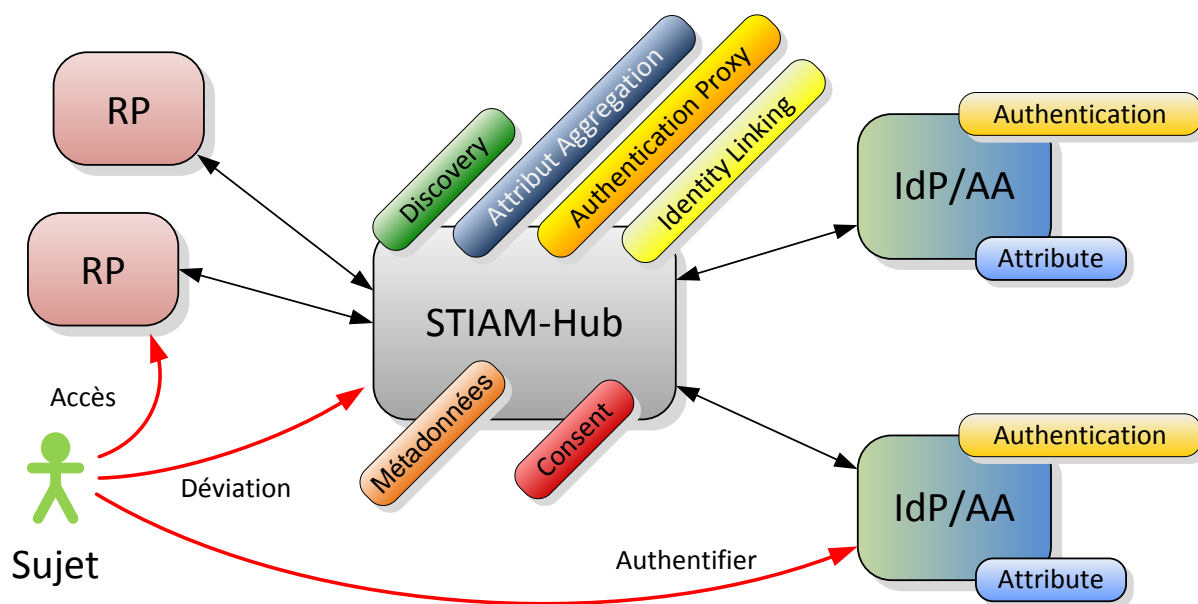 RP
RP
Discovery
Attribut Aggregation
Authentication Proxy
Identity Linking
STIAM-Hub
Métadonnées
Consent
Authentication
IdP/AA
Attribute
Authentication
IdP/AA
Attribute
Accès
Déviation
Authentifier
Sujet